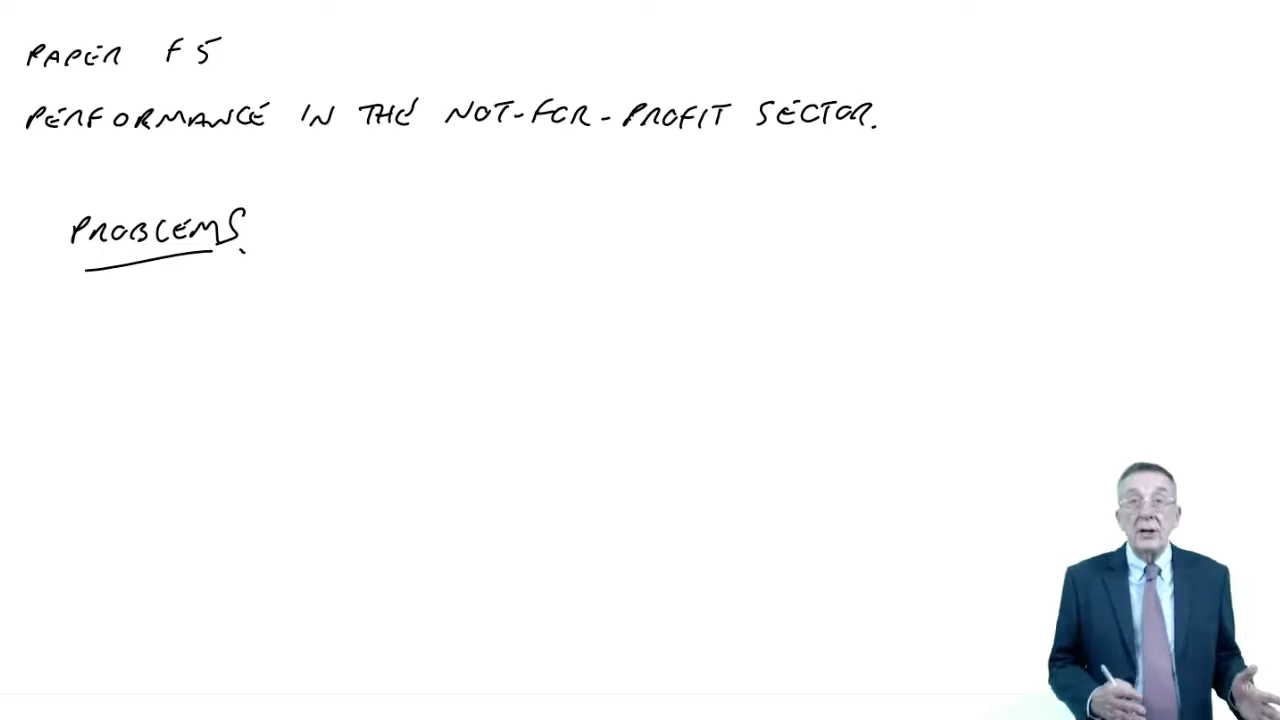 PAPER F5
PERFORMANCE IN THE NOT-FOR-PROFIT SECTOR.
PROBLEMS.